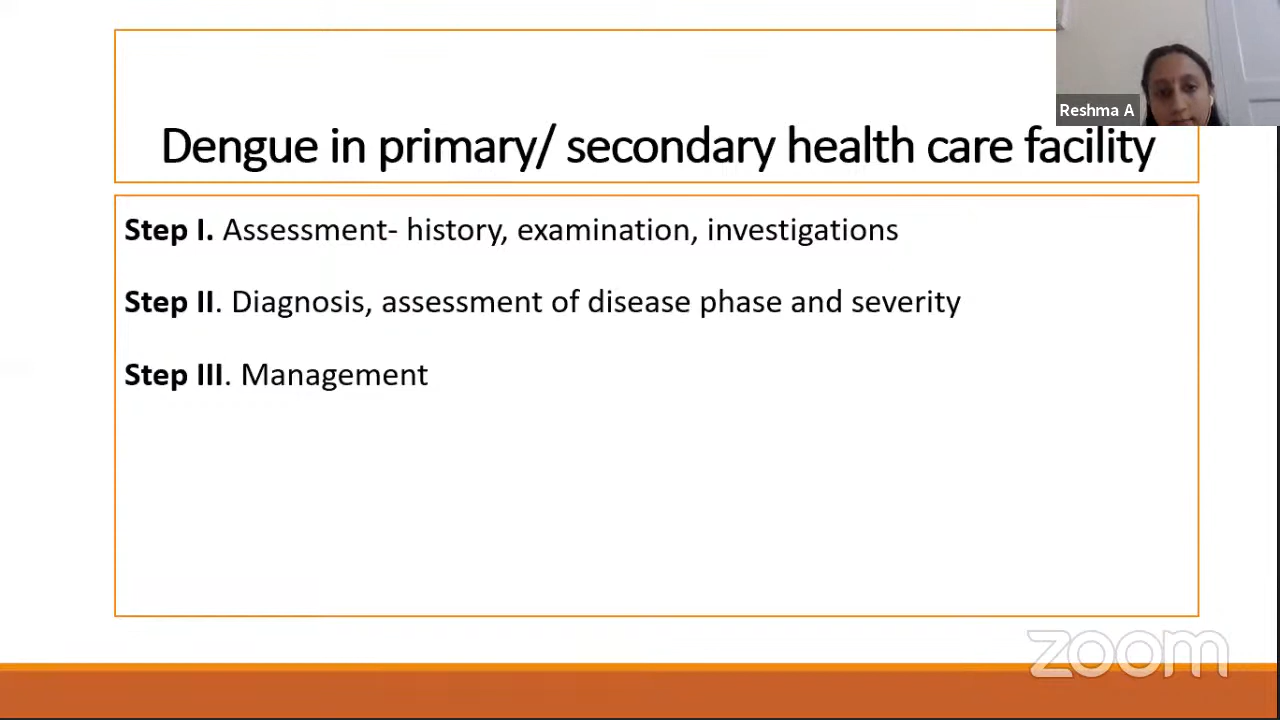 Reshma A
Dengue in primary/ secondary health care facility
Step I. Assessment- history, examination, investigations
Step II. Diagnosis, assessment of disease phase and severity
Step III. Management
zoom